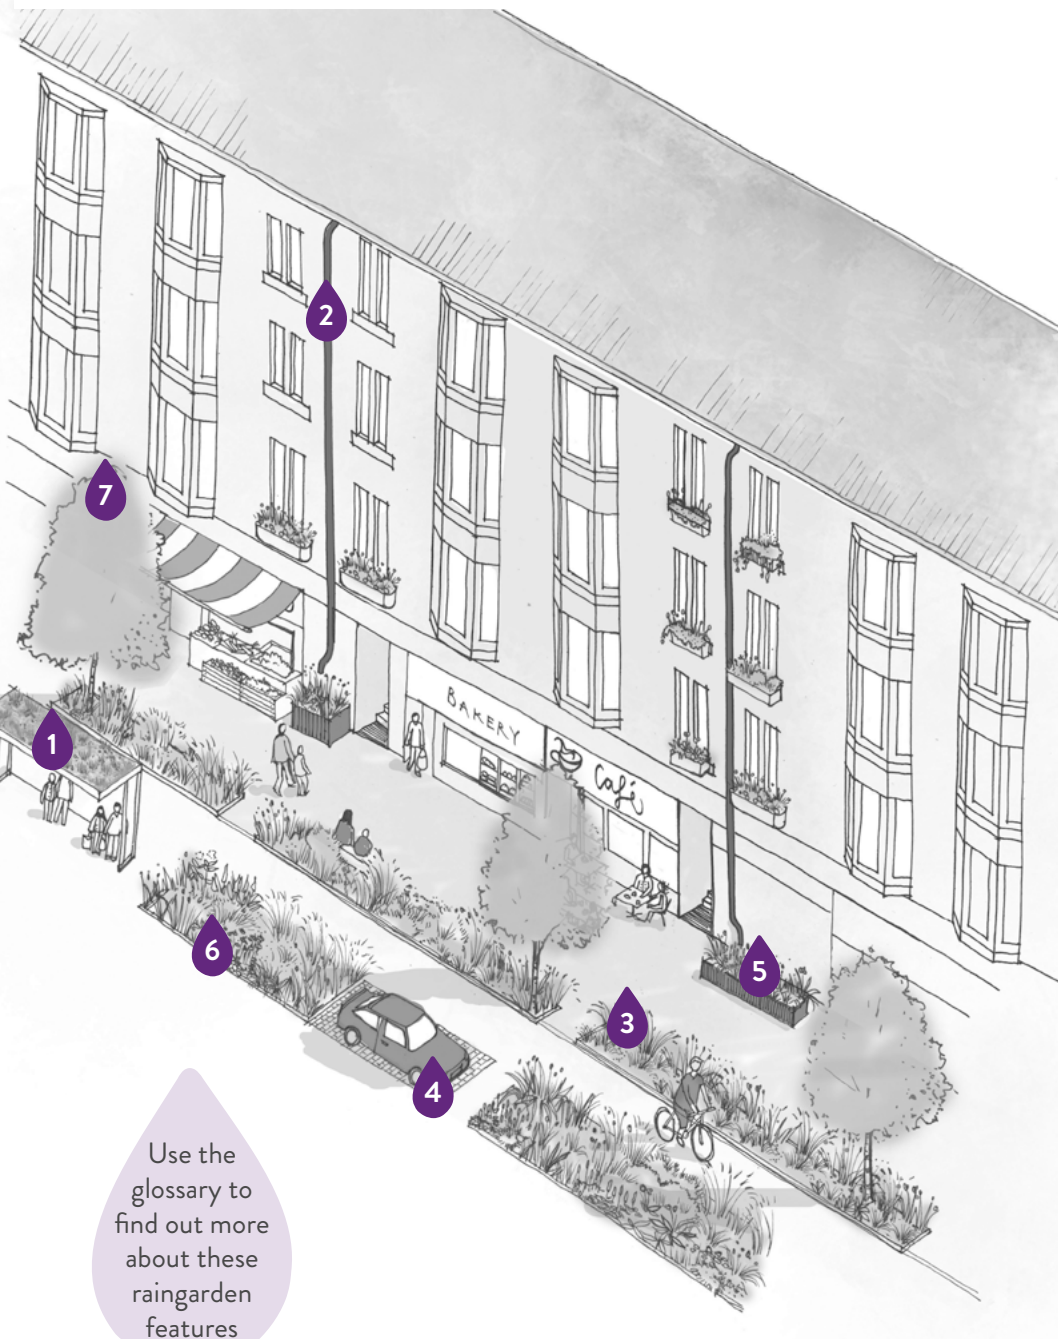 2
7
BAKERY
Café
1
6
5
3
4
Use the
glossary to
find out more
about these
raingarden
features